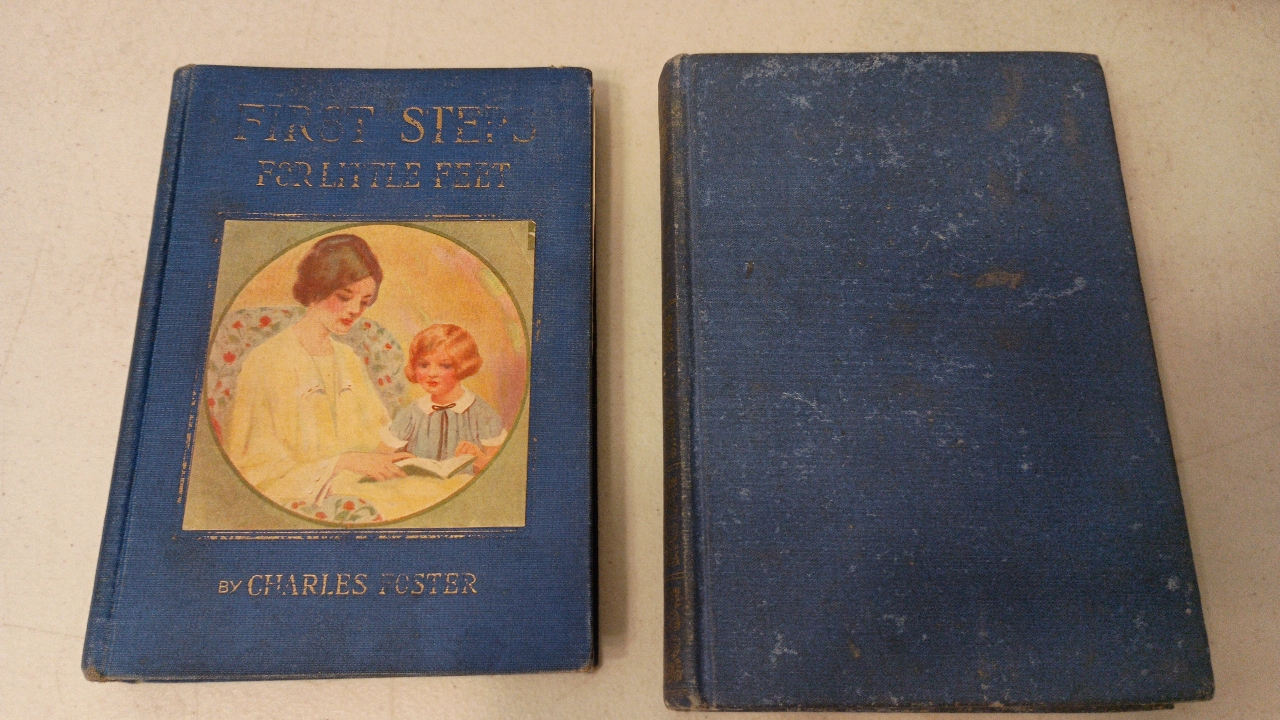 FIRST STEPS
FOR LITTLE FEET
BY CHARLES FOSTER